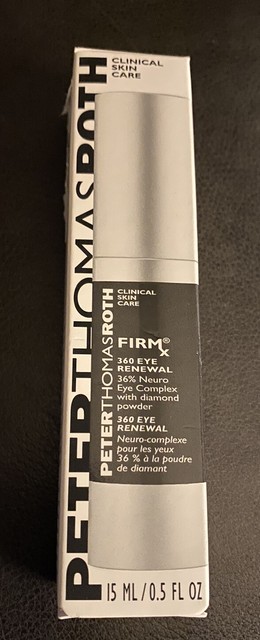 PETERTHOMASROTH
CLINICAL
SKIN
CARE
PETERTHOMASROTH
CLINICAL
SKIN
CARE
FIRMx®
360 EYE
RENEWAL
36% Neuro
Eye Complex
with diamond
powder
360 EYE
RENEWAL
Neuro-complexe
pour les yeux
36 % à la poudre
de diamant
15 ML / 0.5 FL OZ